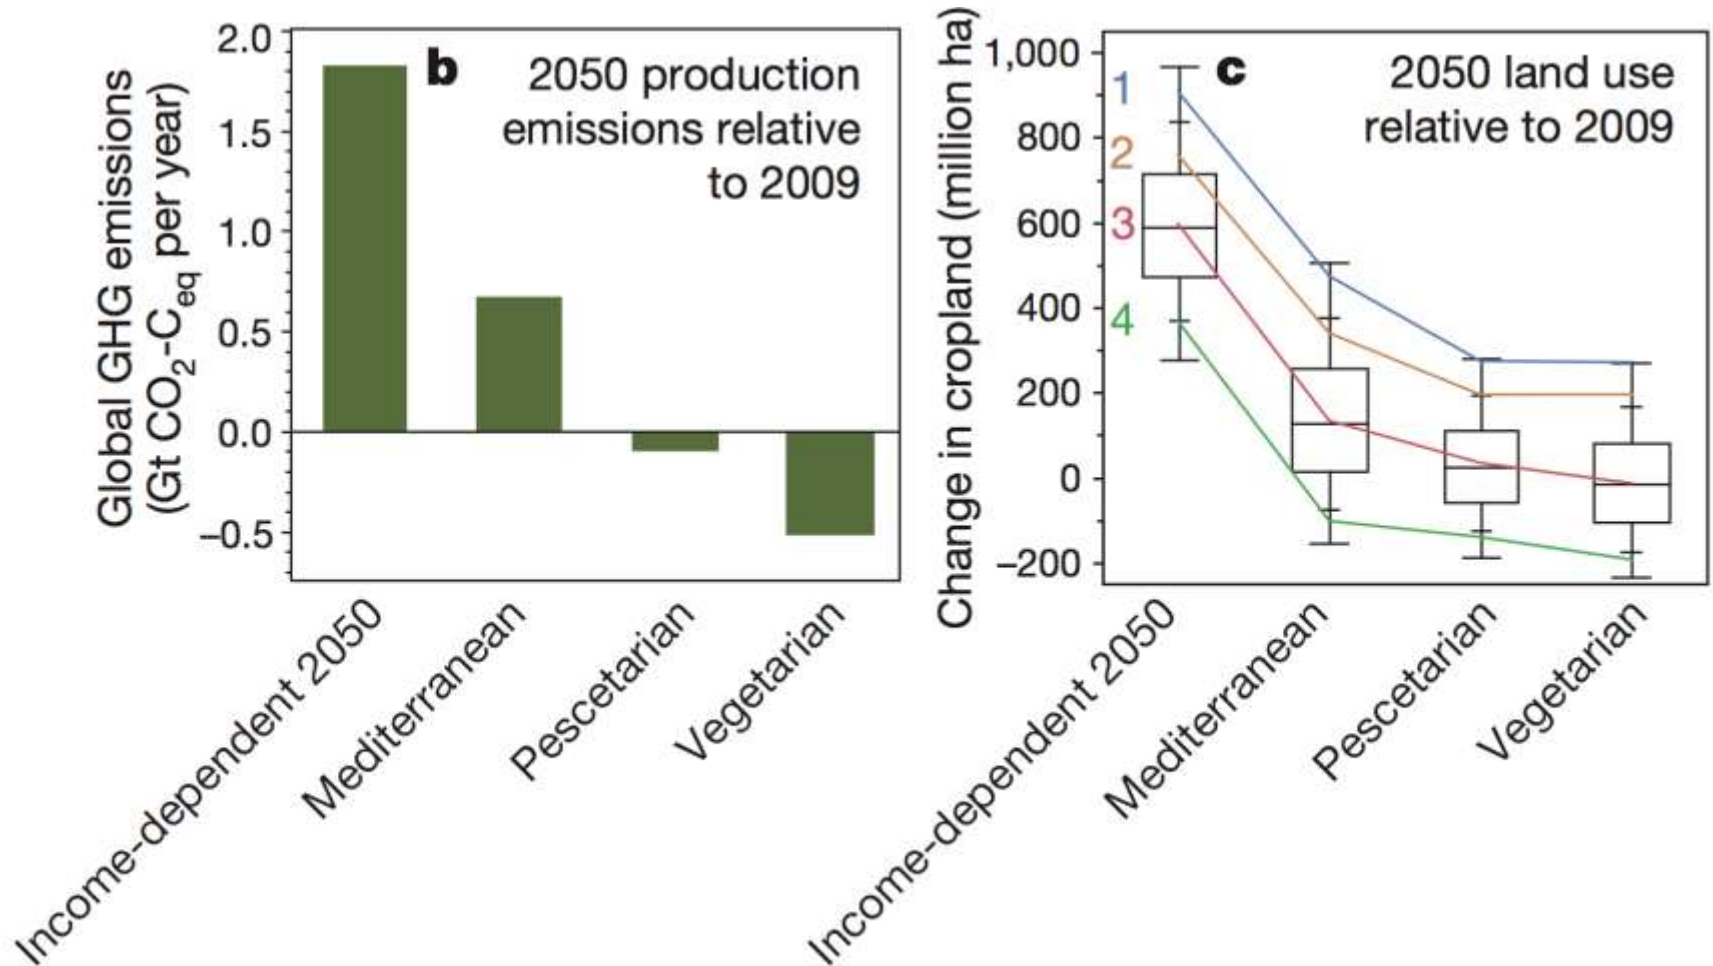 Global GHG emissions
(Gt CO2-Ceq per year)
2.0
1.5
1.0
0.5
0.0
−0.5
b
2050 production
emissions relative
to 2009
Income-dependent 2050
Mediterranean
Pescetarian
Vegetarian
Change in cropland (million ha)
1,000
800
600
400
200
0
−200
1
2
3
4
c
2050 land use
relative to 2009
Income-dependent 2050
Mediterranean
Pescetarian
Vegetarian